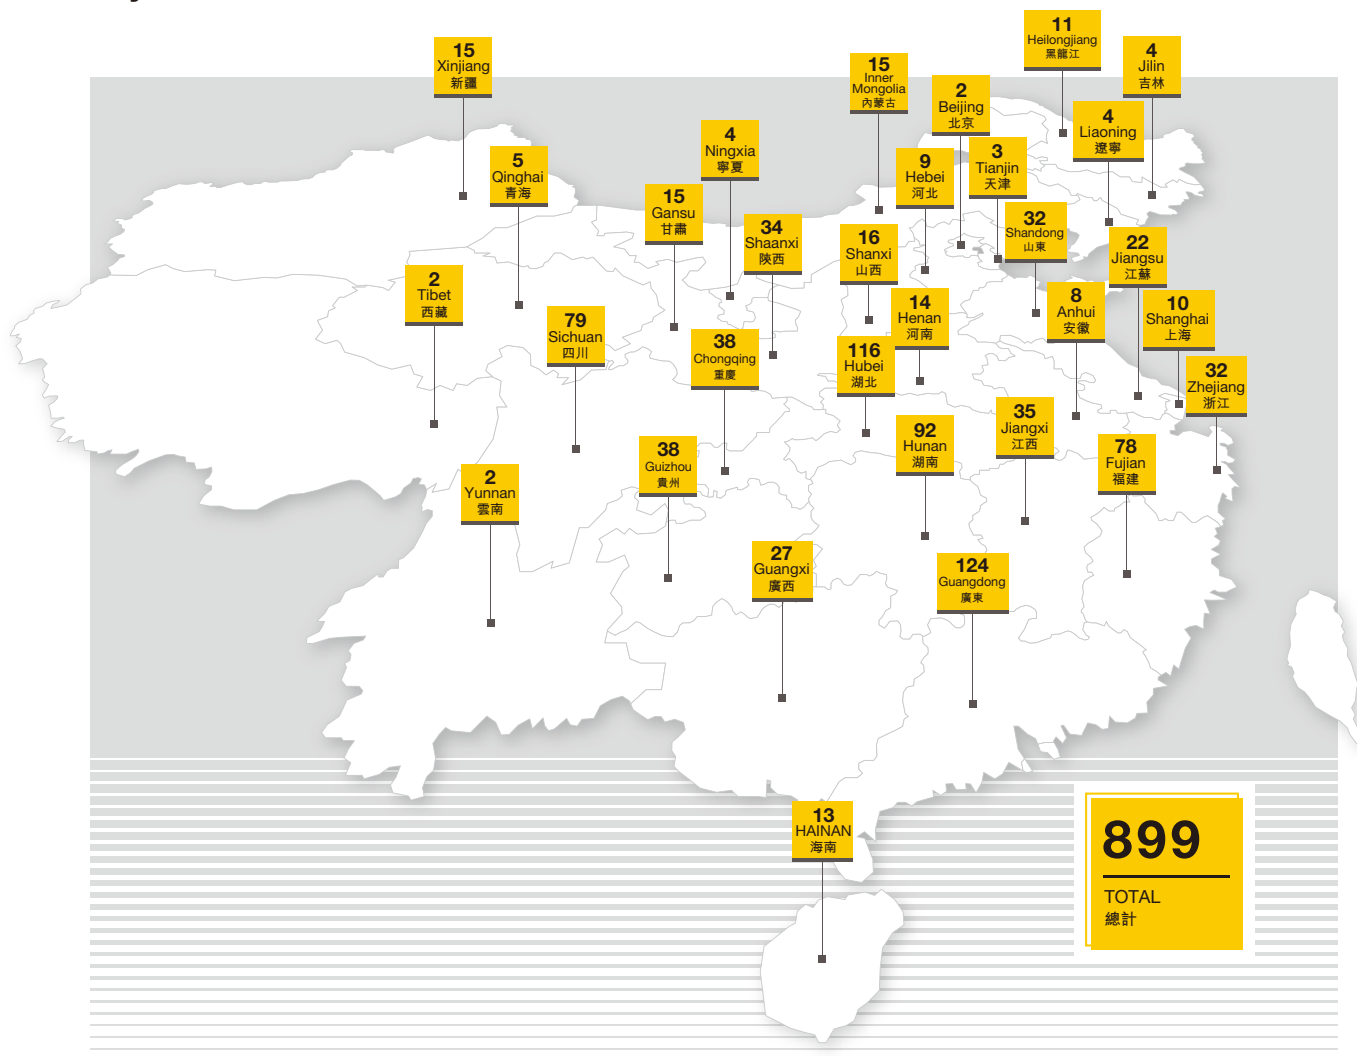 11
Heilongjiang
黑龍江
15
Xinjiang
新疆
4
Jilin
吉林
15
Inner
Mongolia
內蒙古
2
Beijing
北京
4
Liaoning
遼寧
4
Ningxia
寧夏
3
Tianjin
天津
5
Qinghai
青海
9
Hebei
河北
15
Gansu
甘肅
32
Shandong
山東
34
Shaanxi
陝西
16
Shanxi
山西
22
Jiangsu
江蘇
2
Tibet
西藏
8
Anhui
安徽
14
Henan
河南
10
Shanghai
上海
79
Sichuan
四川
38
Chongqing
重慶
116
Hubei
湖北
32
Zhejiang
浙江
35
Jiangxi
江西
92
Hunan
湖南
78
Fujian
福建
38
Guizhou
貴州
2
Yunnan
雲南
27
Guangxi
廣西
124
Guangdong
廣東
13
HAINAN
海南
899
TOTAL
總計